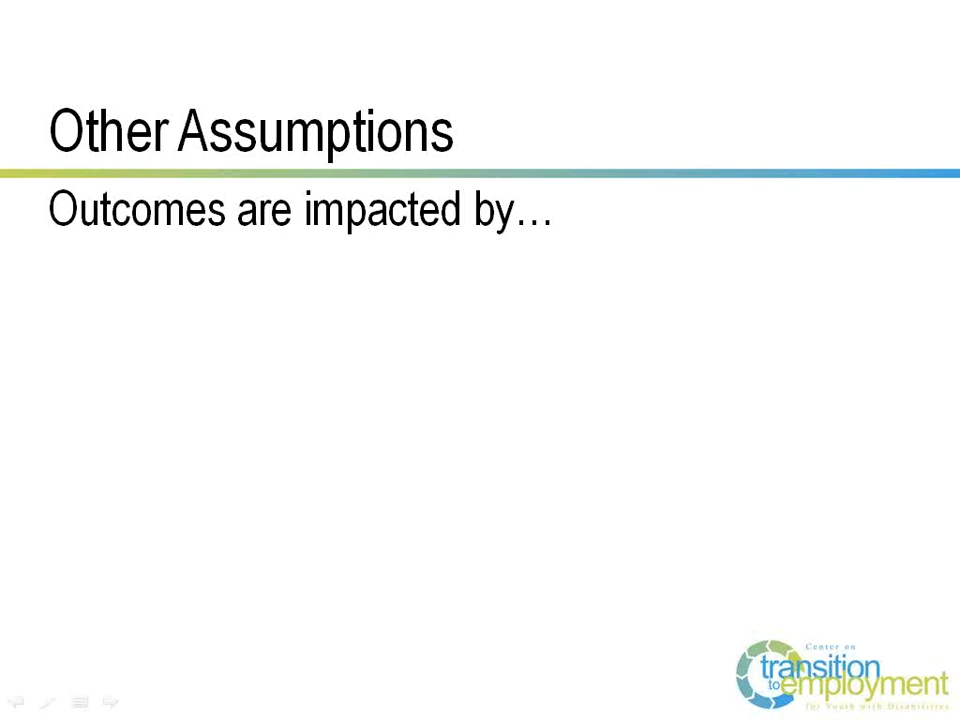 Other Assumptions
Outcomes are impacted by…
Center on
transition
to employment
for Youth with Disabilities